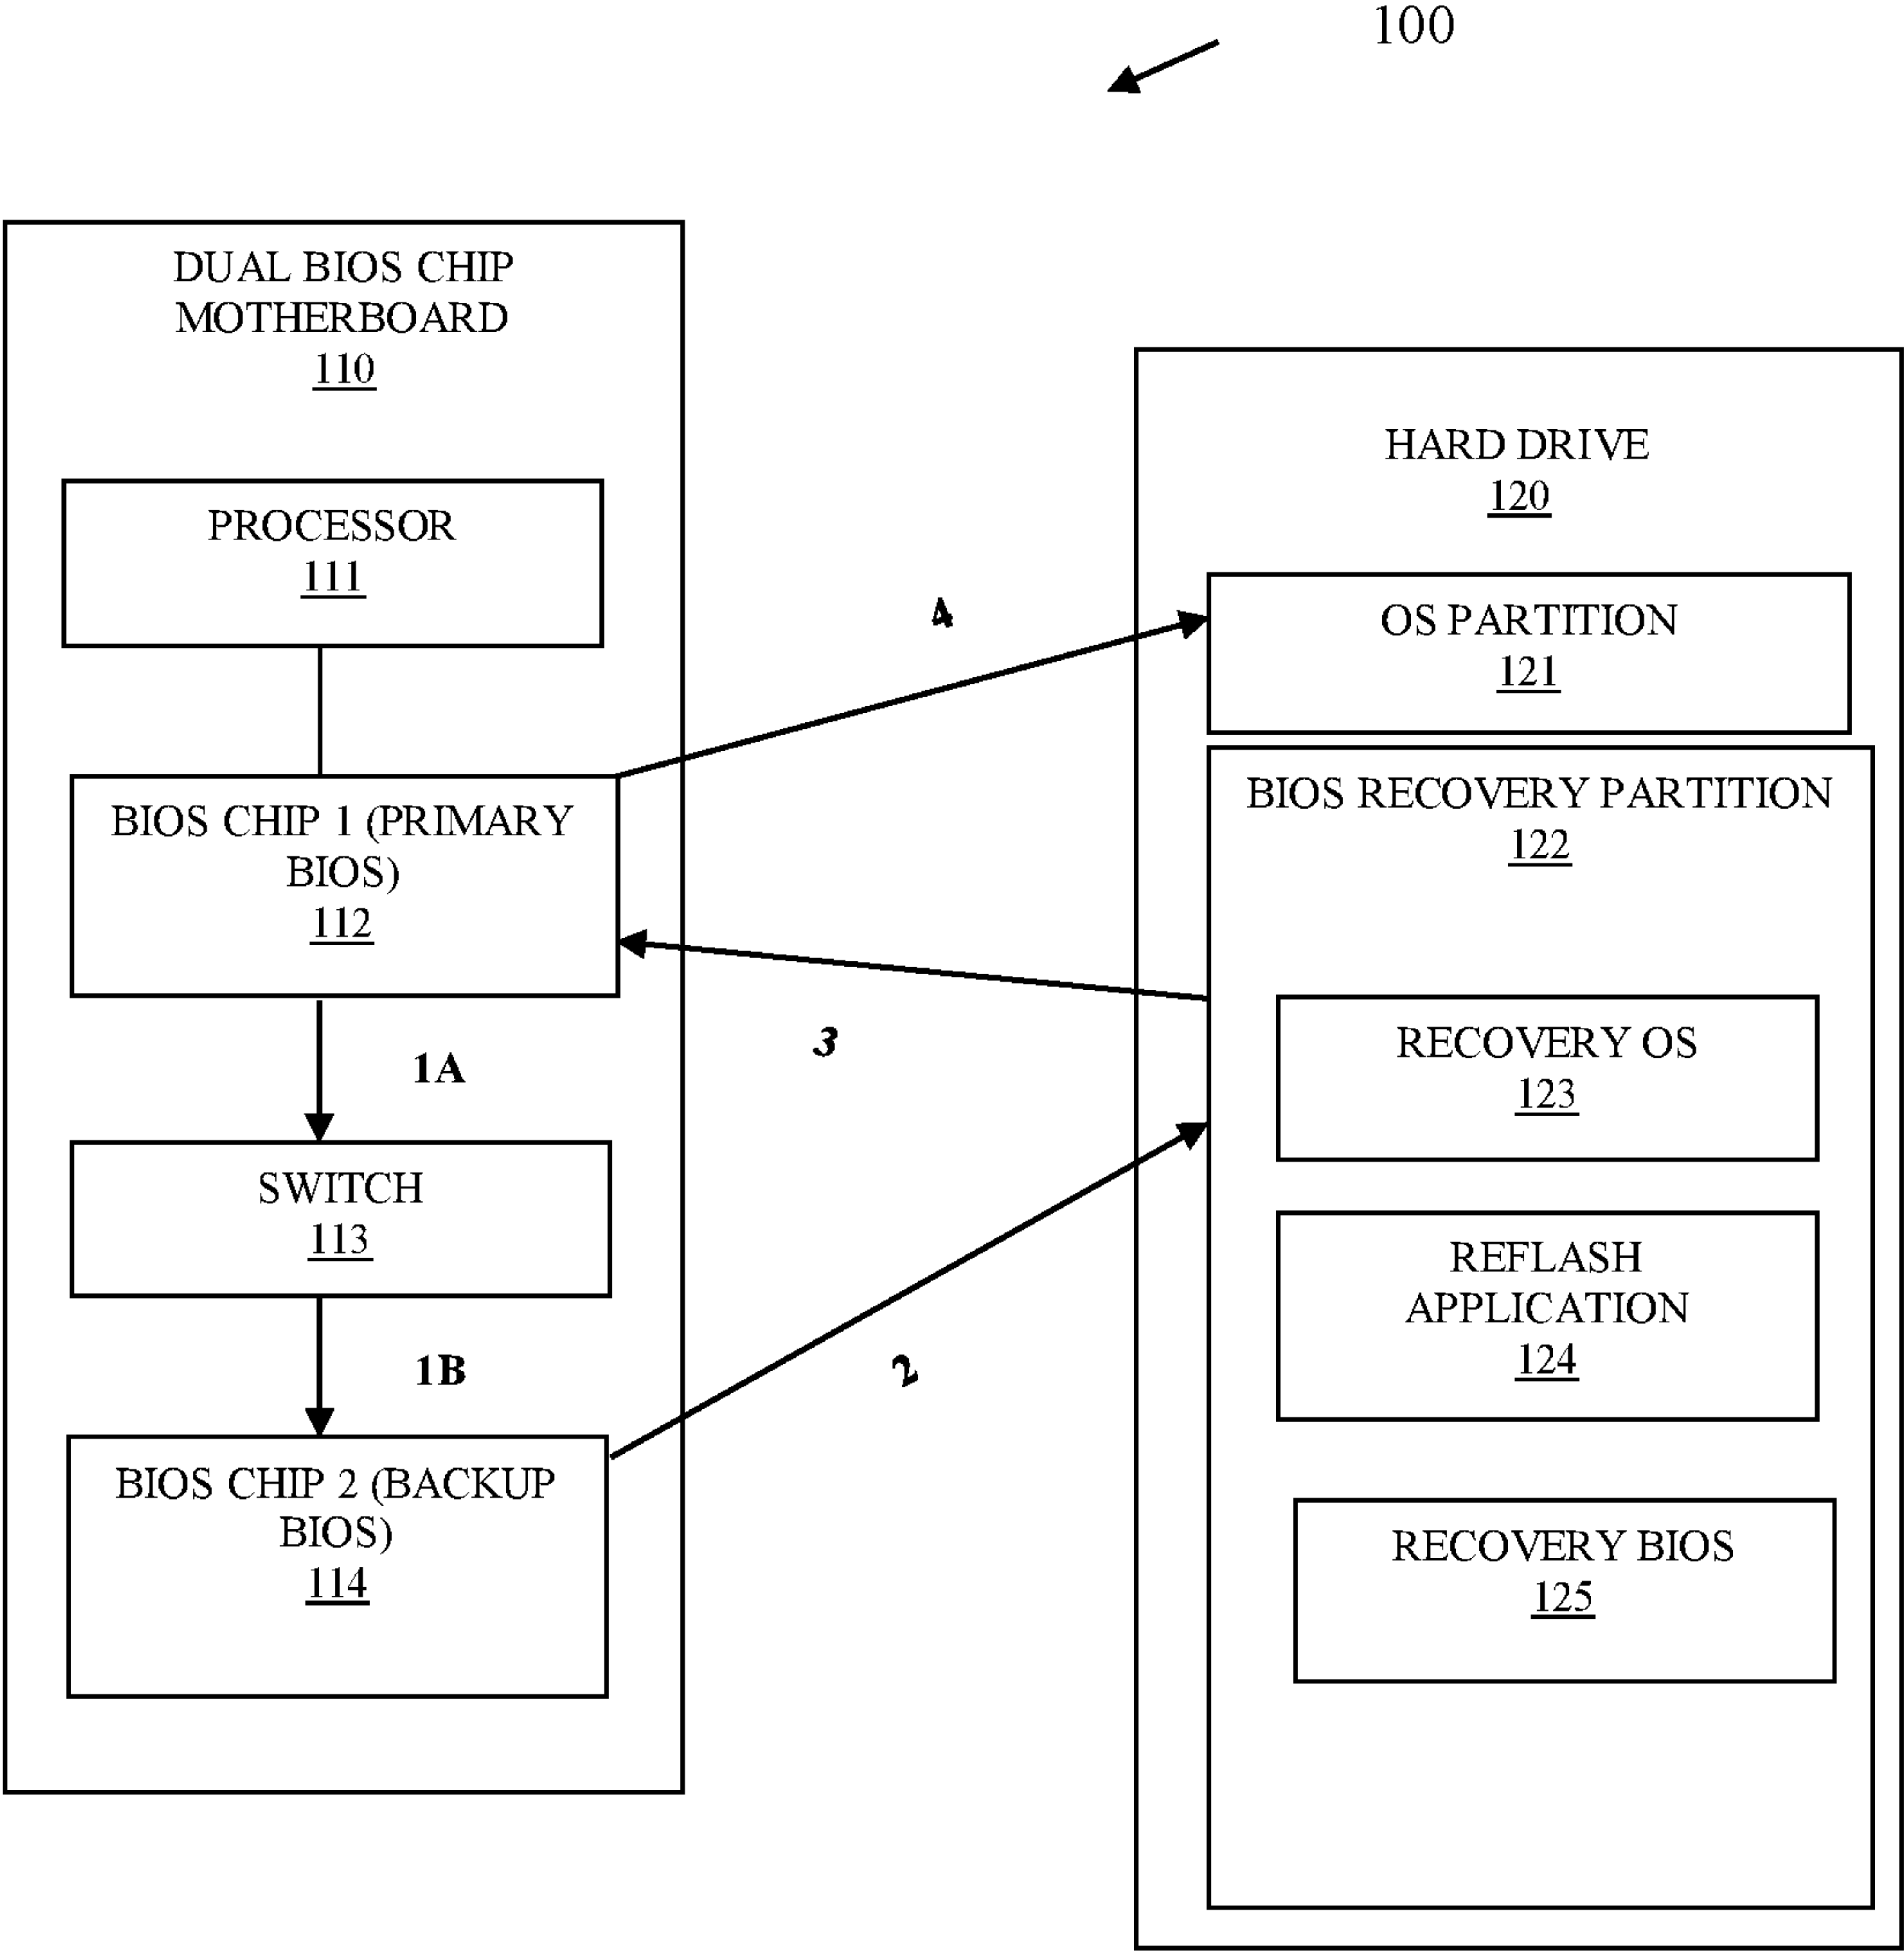 100
DUAL BIOS CHIP
MOTHERBOARD
110
PROCESSOR
111
BIOS CHIP 1 (PRIMARY
BIOS)
112
1A
SWITCH
113
1B
BIOS CHIP 2 (BACKUP
BIOS)
114
4
3
2
HARD DRIVE
120
OS PARTITION
121
BIOS RECOVERY PARTITION
122
RECOVERY OS
123
REFLASH
APPLICATION
124
RECOVERY BIOS
125